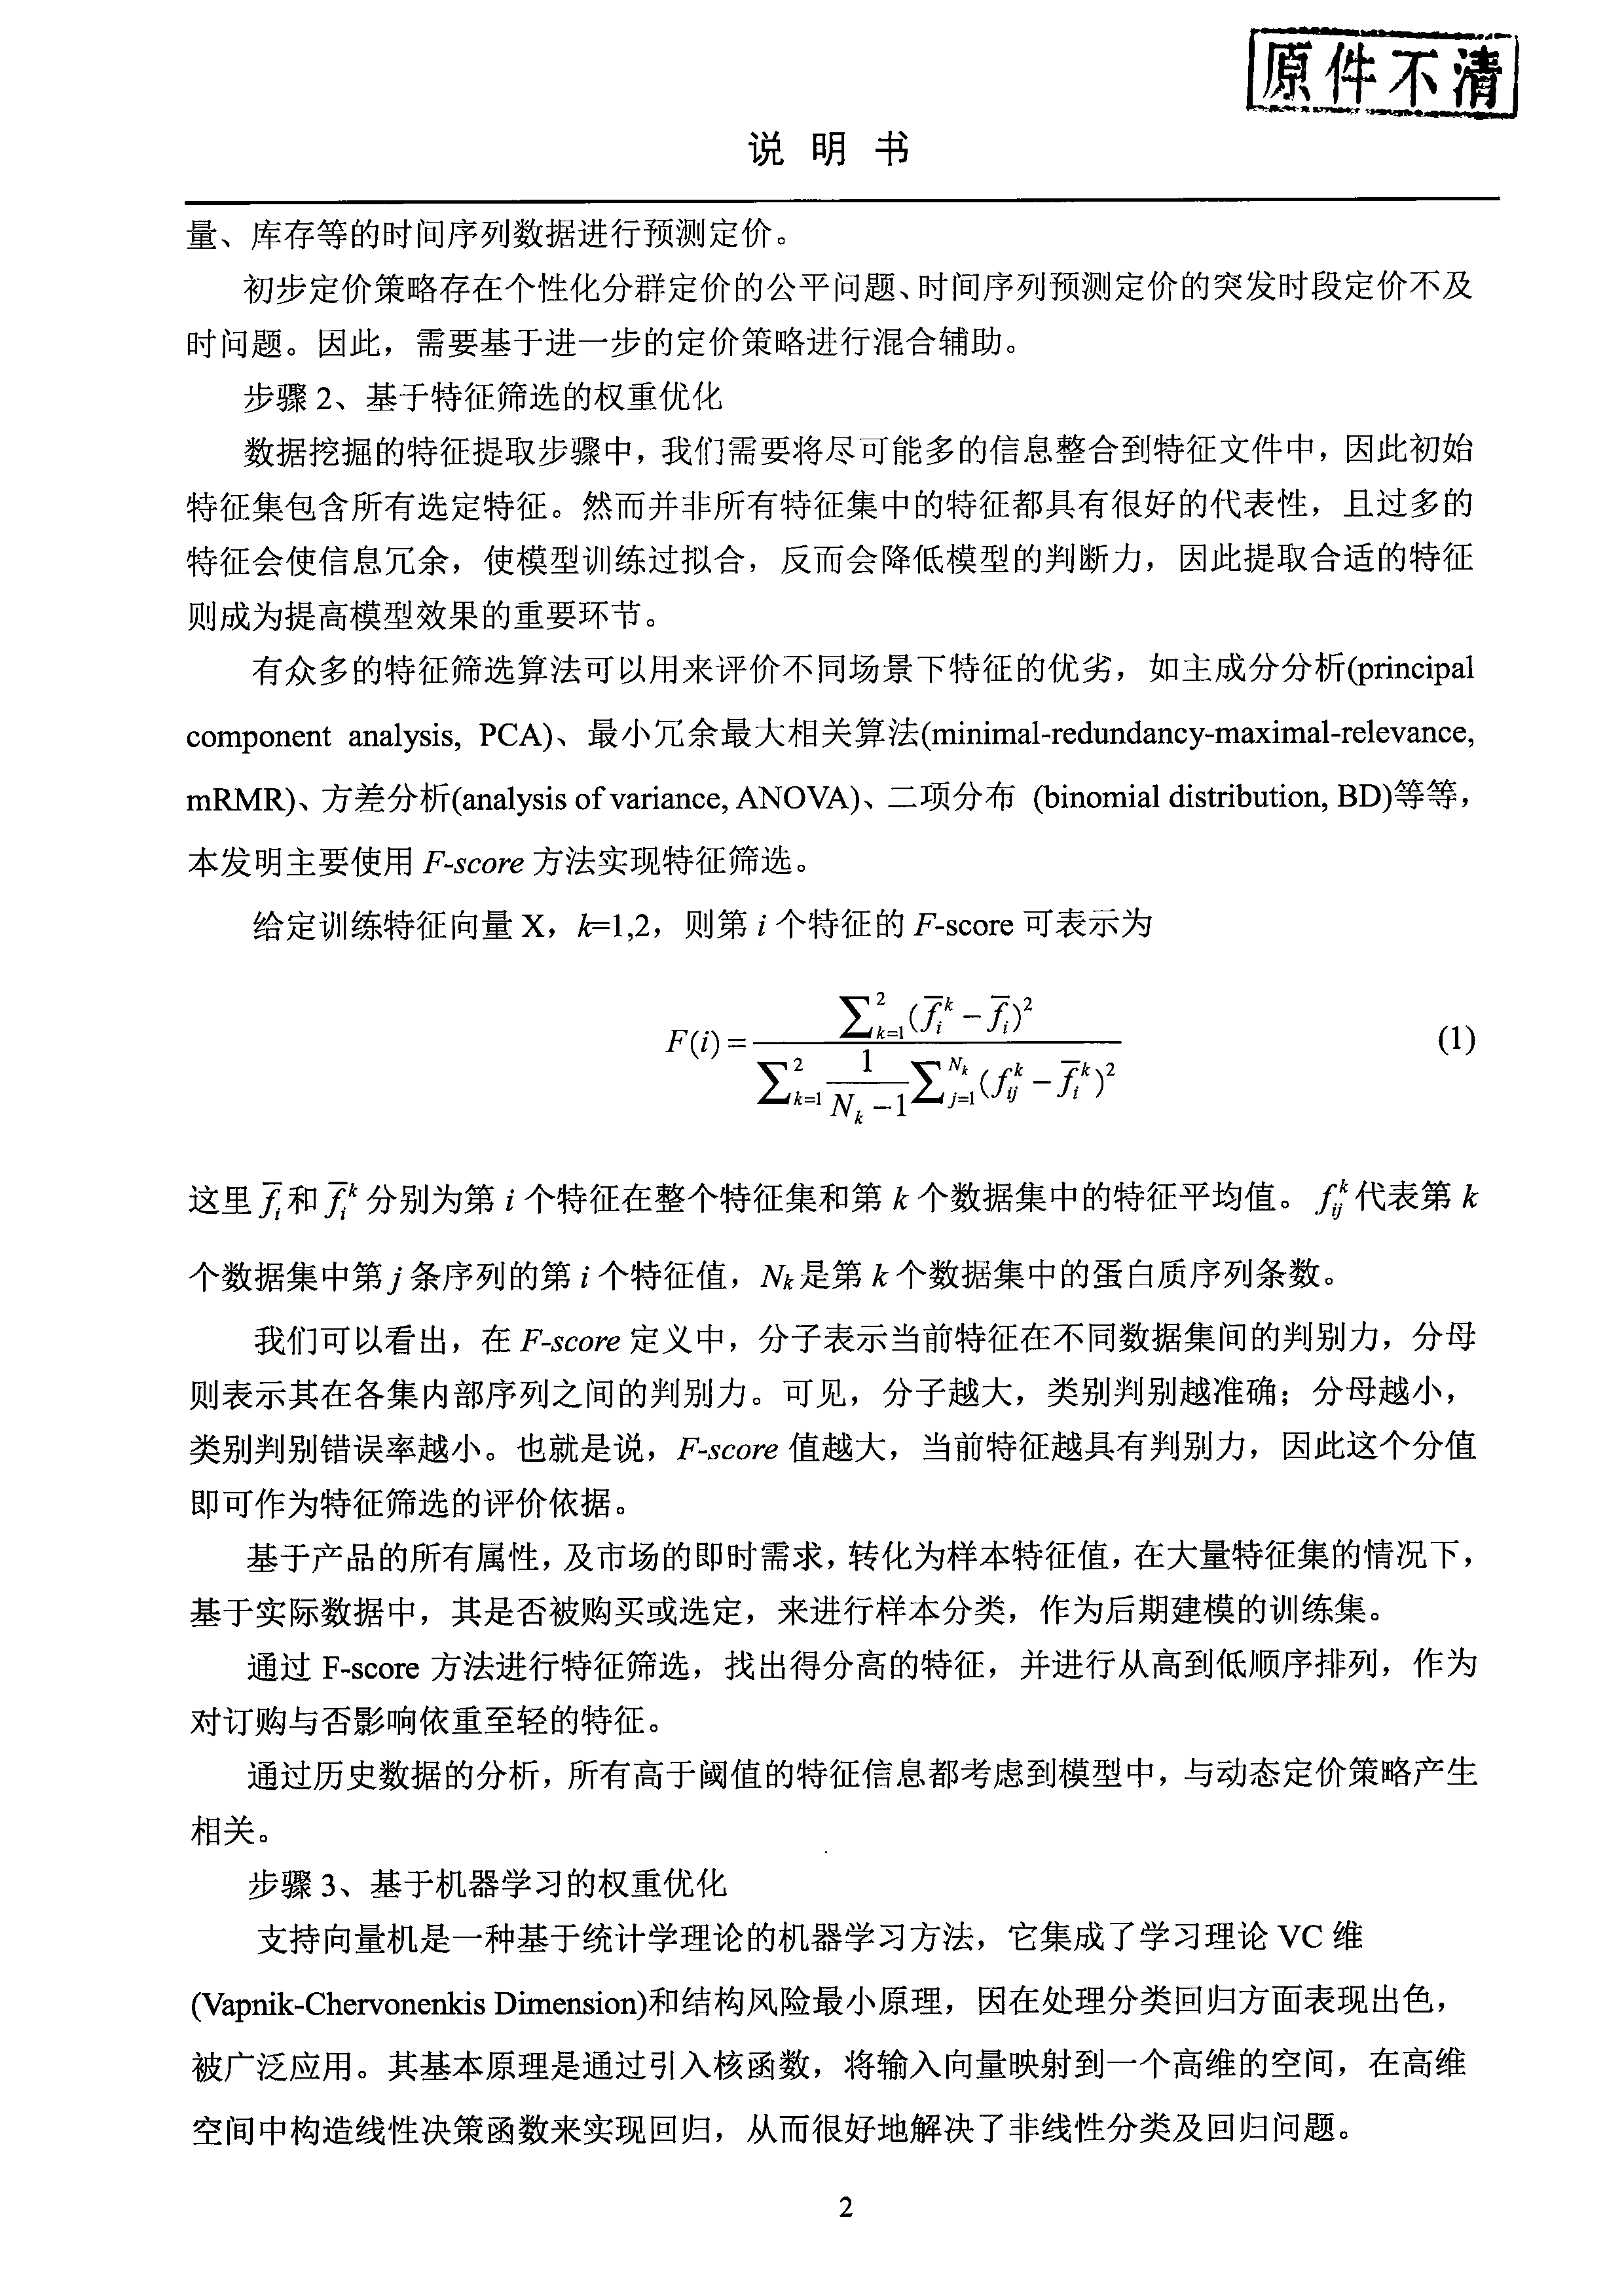 原件不清
说明书
量、库存等的时间序列数据进行预测定价。
初步定价策略存在个性化分群定价的公平问题、时间序列预测定价的突发时段定价不及
时问题。因此，需要基于进一步的定价策略进行混合辅助。
步骤 2、基于特征筛选的权重优化
数据挖掘的特征提取步骤中，我们需要将尽可能多的信息整合到特征文件中，因此初始
特征集包含所有选定特征。然而并非所有特征集中的特征都具有很好的代表性，且过多的
特征会使信息冗余，使模型训练过拟合，反而会降低模型的判断力，因此提取合适的特征
则成为提高模型效果的重要环节。
有众多的特征筛选算法可以用来评价不同场景下特征的优劣，如主成分分析(principal
component analysis, PCA)、最小冗余最大相关算法(minimal-redundancy-maximal-relevance,
mRMR)、方差分析(analysis of variance, ANOVA)、二项分布 (binomial distribution, BD)等等，
本发明主要使用 F-score 方法实现特征筛选。
给定训练特征向量 X，k=1,2，则第 i 个特征的 F-score 可表示为
$F(i)=\frac{\sum_{k=1}^{2}(\overline{f}_i^k-\overline{f}_i)^2}{\sum_{k=1}^{2}\frac{1}{N_k-1}\sum_{j=1}^{N_k}(f_{ij}^k-\overline{f}_i^k)^2}$ (1)
这里 $\overline{f}_i$ 和 $\overline{f}_i^k$ 分别为第 i 个特征在整个特征集和第 k 个数据集中的特征平均值。$f_{ij}^k$ 代表第 k
个数据集中第 j 条序列的第 i 个特征值，$N_k$ 是第 k 个数据集中的蛋白质序列条数。
我们可以看出，在 F-score 定义中，分子表示当前特征在不同数据集间的判别力，分母
则表示其在各集内部序列之间的判别力。可见，分子越大，类别判别越准确；分母越小，
类别判别错误率越小。也就是说，F-score 值越大，当前特征越具有判别力，因此这个分值
即可作为特征筛选的评价依据。
基于产品的所有属性，及市场的即时需求，转化为样本特征值，在大量特征集的情况下，
基于实际数据中，其是否被购买或选定，来进行样本分类，作为后期建模的训练集。
通过 F-score 方法进行特征筛选，找出得分高的特征，并进行从高到低顺序排列，作为
对订购与否影响依重至轻的特征。
通过历史数据的分析，所有高于阈值的特征信息都考虑到模型中，与动态定价策略产生
相关。
步骤 3、基于机器学习的权重优化
支持向量机是一种基于统计学理论的机器学习方法，它集成了学习理论 VC 维
(Vapnik-Chervonenkis Dimension)和结构风险最小原理，因在处理分类回归方面表现出色，
被广泛应用。其基本原理是通过引入核函数，将输入向量映射到一个高维的空间，在高维
空间中构造线性决策函数来实现回归，从而很好地解决了非线性分类及回归问题。
2